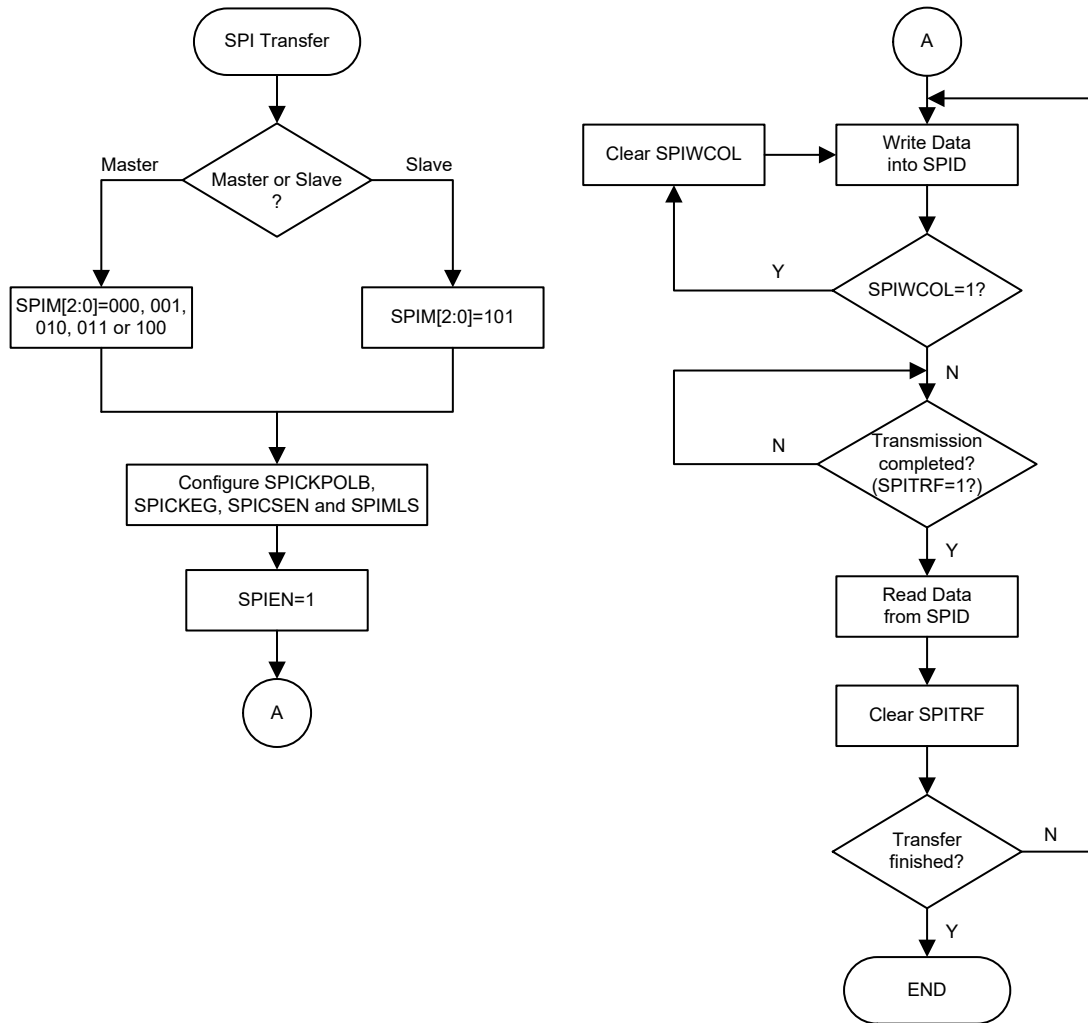 SPI Transfer
Master or Slave
?
Master
Slave
SPIM[2:0]=000, 001,
010, 011 or 100
SPIM[2:0]=101
Configure SPICKPOLB,
SPICKEG, SPICSEN and SPIMLS
SPIEN=1
A
A
Write Data
into SPID
Clear SPIWCOL
SPIWCOL=1?
Y
N
Transmission
completed?
(SPITRF=1?)
N
Y
Read Data
from SPID
Clear SPITRF
Transfer
finished?
N
Y
END